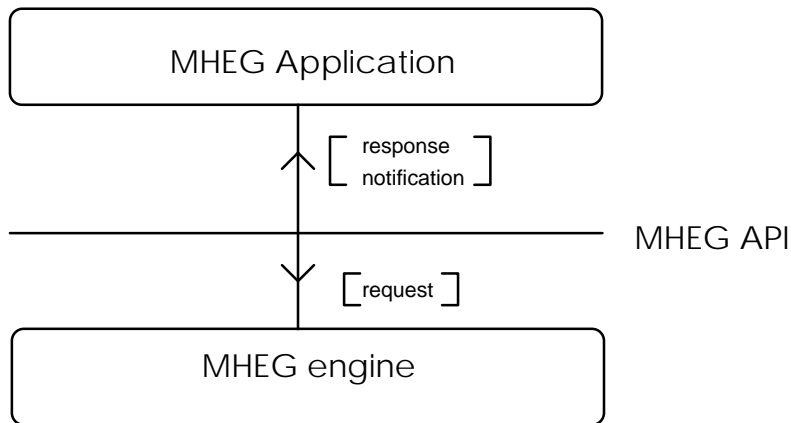 MHEG Application
response
notification
MHEG API
request
MHEG engine